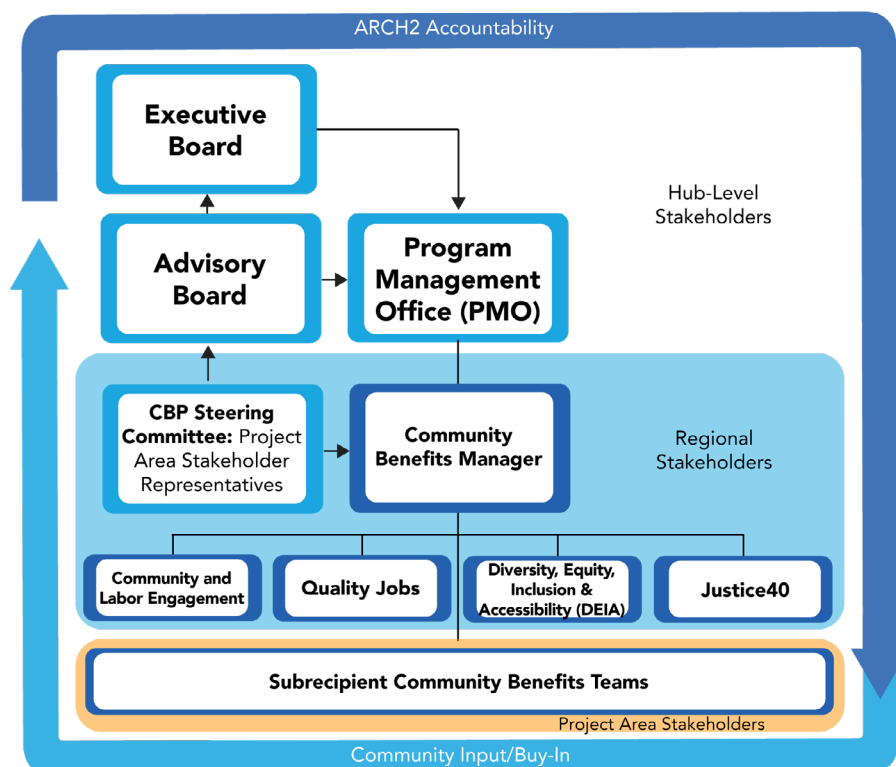 ARCH2 Accountability
Executive
Board
Hub-Level
Stakeholders
Advisory
Board
Program
Management
Office (PMO)
CBP Steering
Committee: Project
Area Stakeholder
Representatives
Community
Benefits Manager
Regional
Stakeholders
Community and
Labor Engagement
Quality Jobs
Diversity, Equity,
Inclusion &
Accessibility (DEIA)
Justice40
Subrecipient Community Benefits Teams
Project Area Stakeholders
Community Input/Buy-In